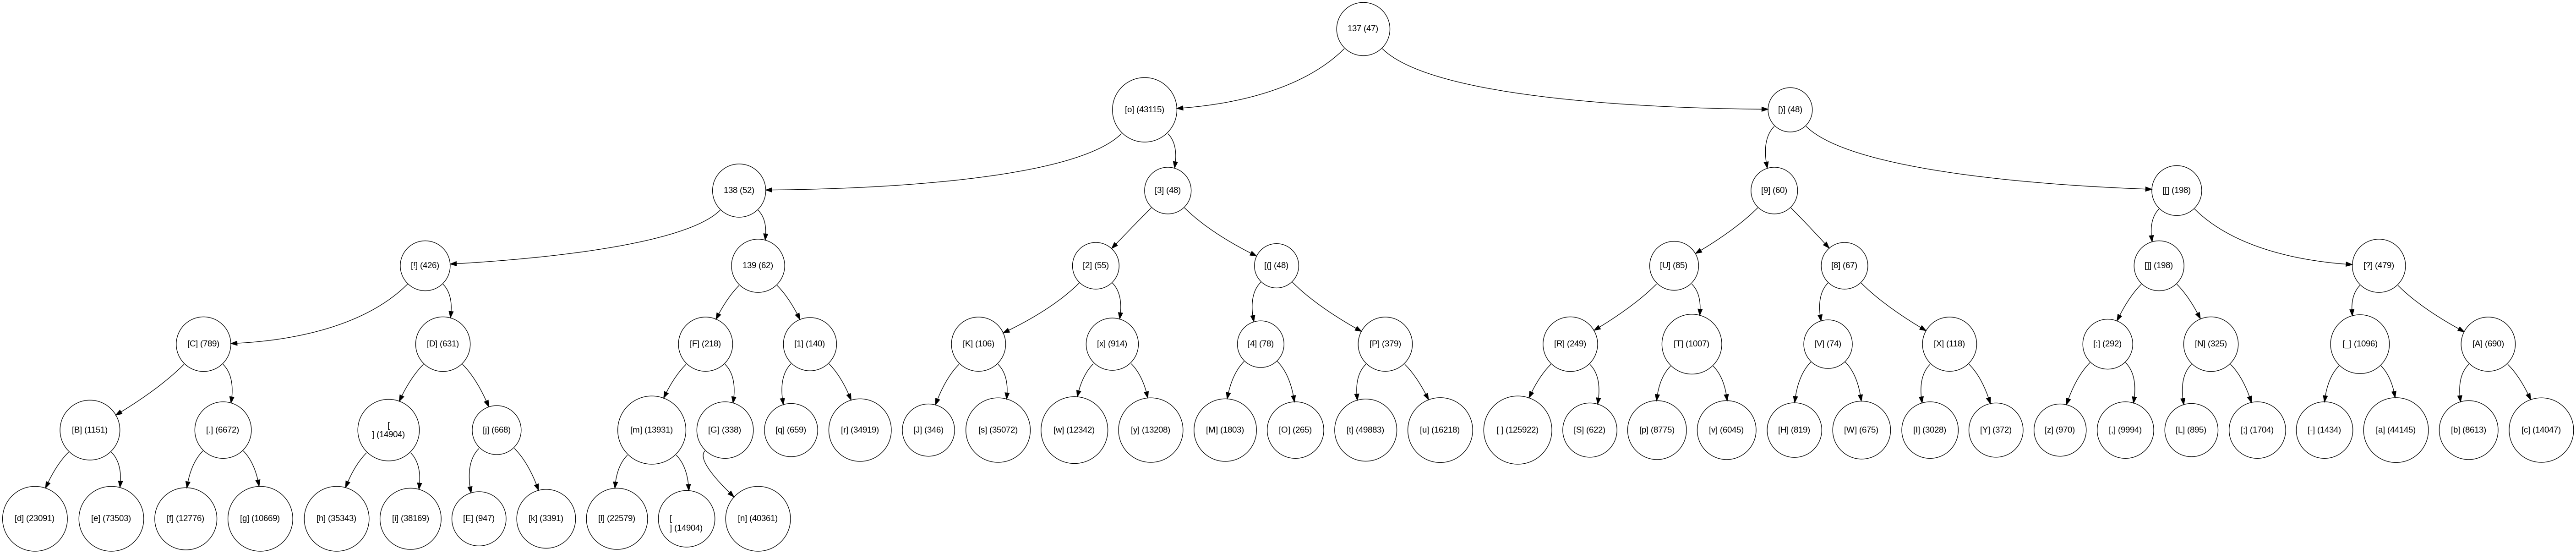 137 (47)
[o] (43115)
[)] (48)
138 (52)
[3] (48)
[9] (60)
[[] (198)
[!] (426)
139 (62)
[2] (55)
[(] (48)
[U] (85)
[8] (67)
[]] (198)
[?] (479)
[C] (789)
[D] (631)
[F] (218)
[1] (140)
[K] (106)
[x] (914)
[4] (78)
[P] (379)
[R] (249)
[T] (1007)
[V] (74)
[X] (118)
[:] (292)
[N] (325)
[_] (1096)
[A] (690)
[B] (1151)
[.] (6672)
[
] (14904)
[j] (668)
[m] (13931)
[G] (338)
[q] (659)
[r] (34919)
[J] (346)
[s] (35072)
[w] (12342)
[y] (13208)
[M] (1803)
[O] (265)
[t] (49883)
[u] (16218)
[ ] (125922)
[S] (622)
[p] (8775)
[v] (6045)
[H] (819)
[W] (675)
[I] (3028)
[Y] (372)
[z] (970)
[,] (9994)
[L] (895)
[;] (1704)
[-] (1434)
[a] (44145)
[b] (8613)
[c] (14047)
[d] (23091)
[e] (73503)
[f] (12776)
[g] (10669)
[h] (35343)
[i] (38169)
[E] (947)
[k] (3391)
[l] (22579)
[
] (14904)
[n] (40361)